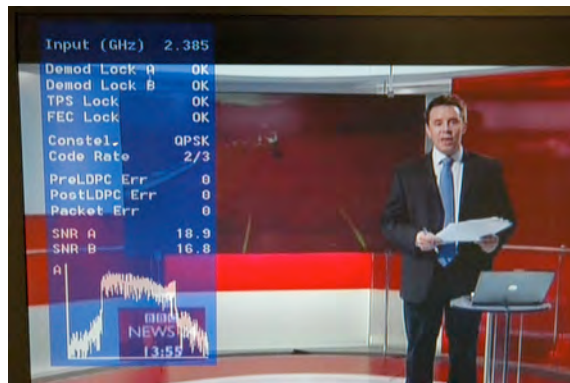 Input (GHz) 2.385
Demod Lock A OK
Demod Lock B OK
TPS Lock OK
FEC Lock OK
Constel. QPSK
Code Rate 2/3
PreLDPC Err 0
PostLDPC Err 0
Packet Err 0
SNR A 18.9
SNR B 16.8
A
BBC
NEWS
13:55